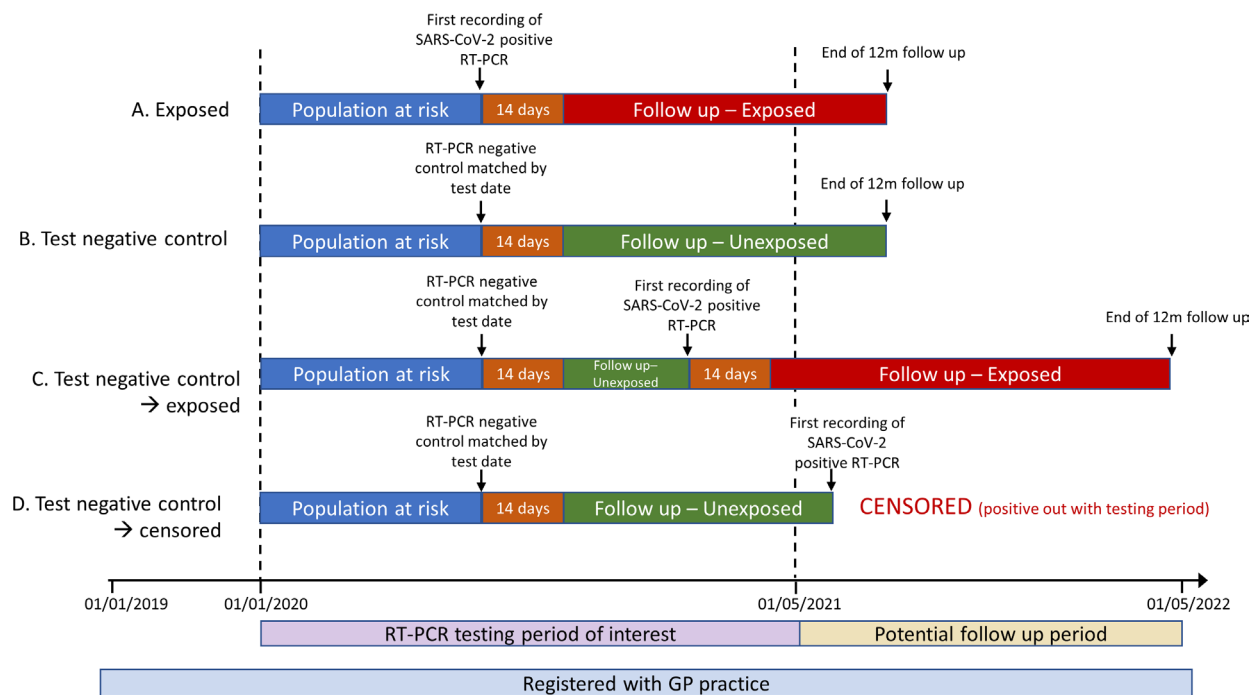 First recording of
SARS-CoV-2 positive
RT-PCR
End of 12m follow up
A. Exposed
Population at risk
14 days
Follow up – Exposed
RT-PCR negative
control matched by
test date
End of 12m follow up
B. Test negative control
Population at risk
14 days
Follow up – Unexposed
RT-PCR negative
control matched by
test date
First recording of
SARS-CoV-2 positive
RT-PCR
End of 12m follow up
C. Test negative control
→ exposed
Population at risk
14 days
Follow up–
Unexposed
14 days
Follow up – Exposed
RT-PCR negative
control matched by
test date
First recording of
SARS-CoV-2
positive RT-PCR
D. Test negative control
→ censored
Population at risk
14 days
Follow up – Unexposed
CENSORED (positive out with testing period)
01/01/2019
01/01/2020
01/05/2021
01/05/2022
RT-PCR testing period of interest
Potential follow up period
Registered with GP practice